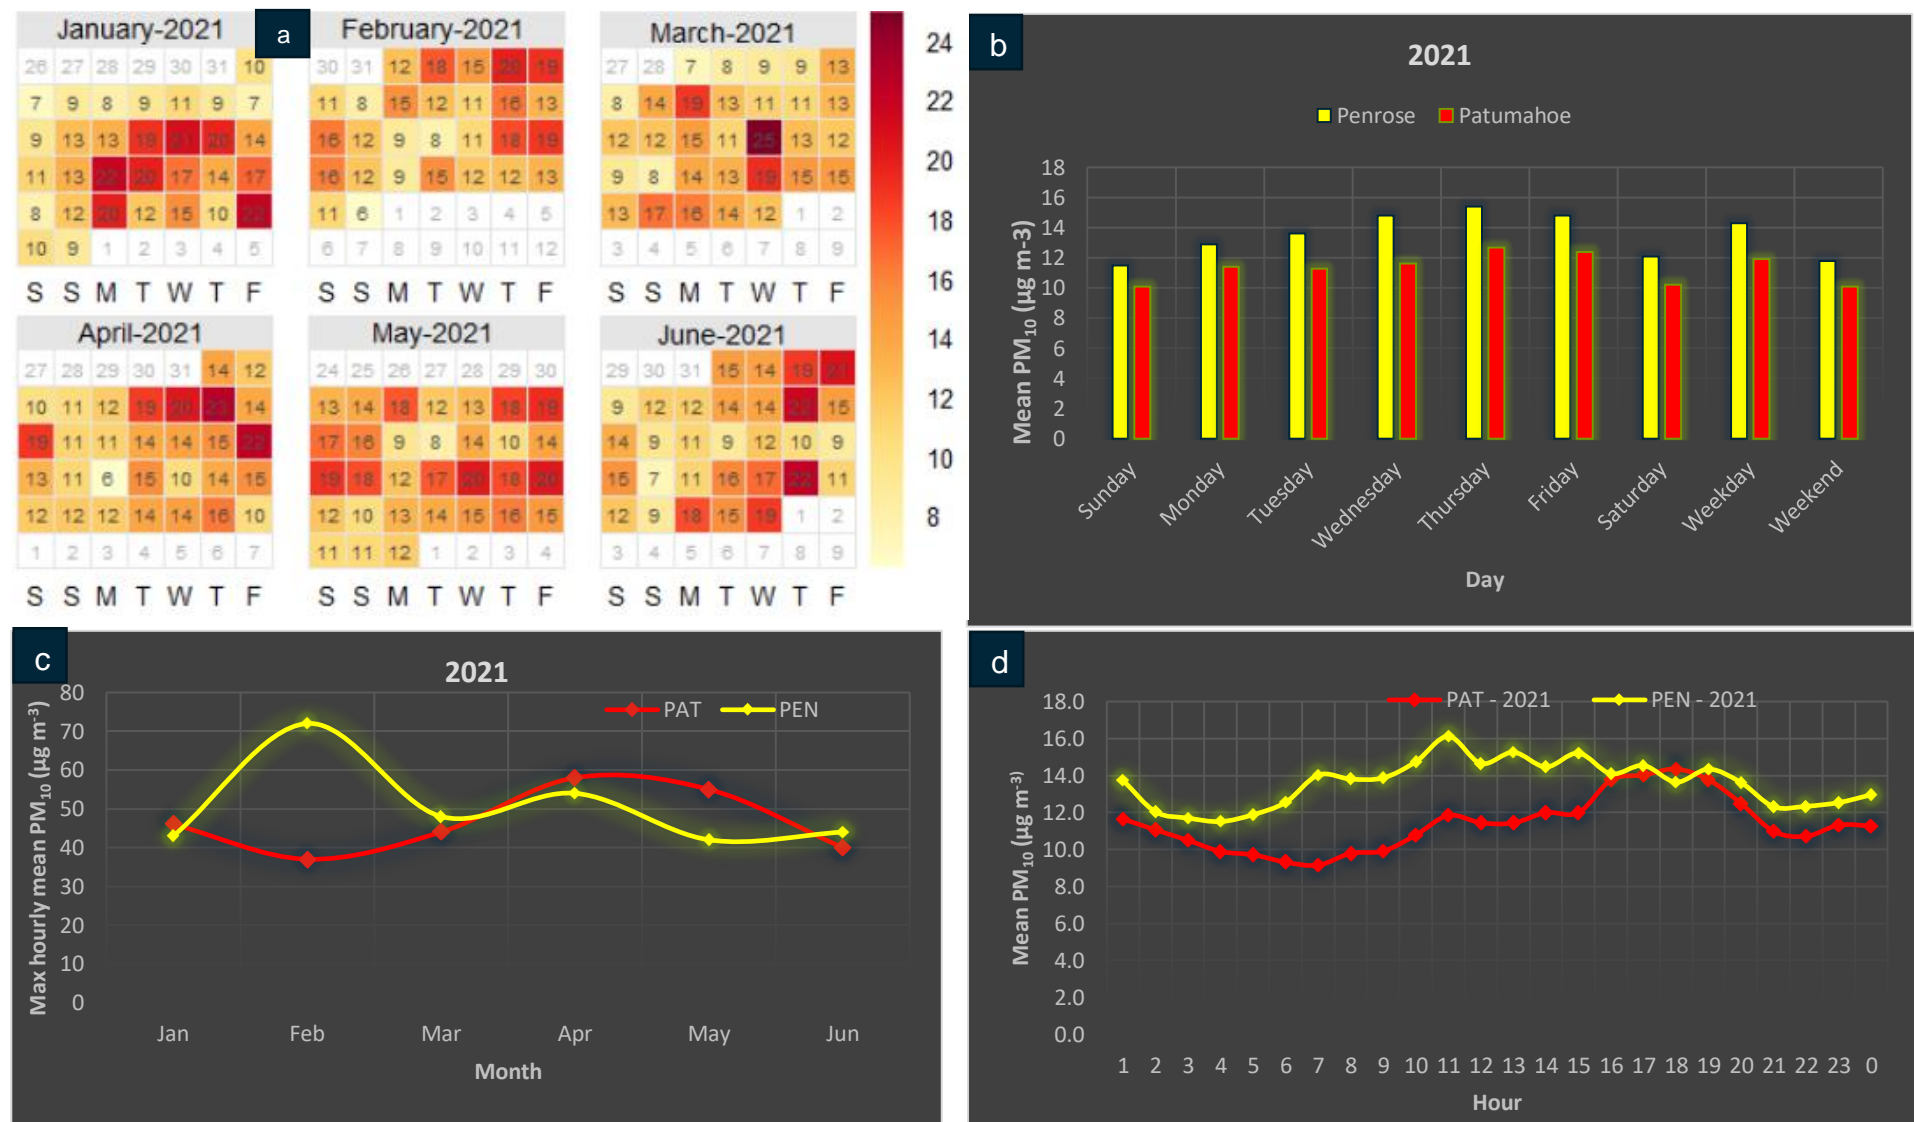 a
January-2021
26 27 28 29 30 31 10
7 9 8 9 11 9 7
9 13 13 19 21 20 14
11 13 22 20 17 14 17
8 12 20 12 15 10 22
10 9 1 2 3 4 5
S S M T W T F
February-2021
30 31 12 18 15 20 19
11 8 15 12 11 16 13
16 12 9 8 11 18 19
16 12 9 15 12 12 13
11 6 1 2 3 4 5
6 7 8 9 10 11 12
S S M T W T F
March-2021
27 28 7 8 9 9 13
8 14 19 13 11 11 13
12 12 15 11 25 13 12
9 8 14 13 19 15 15
13 17 16 14 12 1 2
3 4 5 6 7 8 9
S S M T W T F
April-2021
27 28 29 30 31 14 12
10 11 12 19 20 23 14
19 11 11 14 14 15 22
13 11 6 15 10 14 15
12 12 12 14 14 16 10
1 2 3 4 5 6 7
S S M T W T F
May-2021
24 25 26 27 28 29 30
13 14 18 12 13 18 19
17 16 9 8 14 10 14
19 18 12 17 20 18 20
12 10 13 14 15 16 15
11 11 12 1 2 3 4
S S M T W T F
June-2021
29 30 31 15 14 19 21
9 12 12 14 14 22 15
14 9 11 9 12 10 9
15 7 11 16 17 22 11
12 9 18 15 19 1 2
3 4 5 6 7 8 9
S S M T W T F
24
22
20
18
16
14
12
10
8
b
2021
Penrose Patumahoe
Mean PM10 (µg m-3)
18
16
14
12
10
8
6
4
2
0
Sunday Monday Tuesday Wednesday Thursday Friday Saturday Weekday Weekend
Day
c
2021
PAT PEN
Max hourly mean PM10 (µg m-3)
80
70
60
50
40
30
20
10
0
Jan Feb Mar Apr May Jun
Month
d
PAT - 2021 PEN - 2021
Mean PM10 (µg m-3)
18.0
16.0
14.0
12.0
10.0
8.0
6.0
4.0
2.0
0.0
1 2 3 4 5 6 7 8 9 10 11 12 13 14 15 16 17 18 19 20 21 22 23 0
Hour